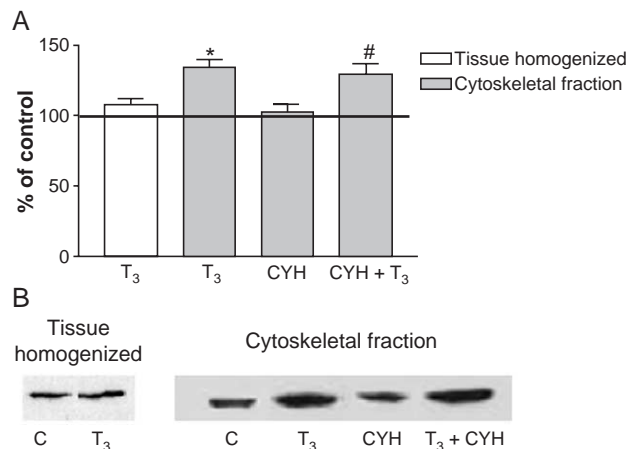 A
% of control
150
100
50
0
*
#
T₃
T₃
CYH
CYH + T₃
Tissue homogenized
Cytoskeletal fraction
B
Tissue
homogenized
Cytoskeletal fraction
C
T₃
C
T₃
CYH
T₃ + CYH